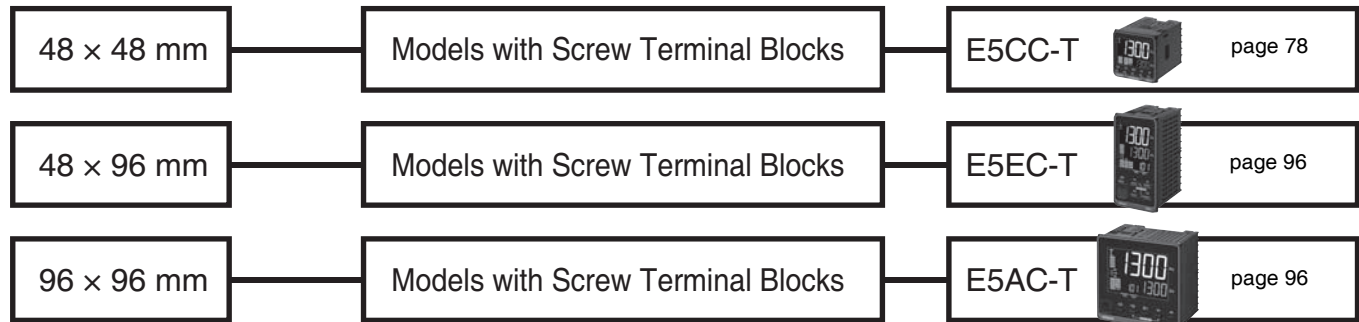 48 × 48 mm Models with Screw Terminal Blocks E5CC-T 1300 page 78
48 × 96 mm Models with Screw Terminal Blocks E5EC-T 1300 1300 page 96
96 × 96 mm Models with Screw Terminal Blocks E5AC-T 1300 1300 page 96